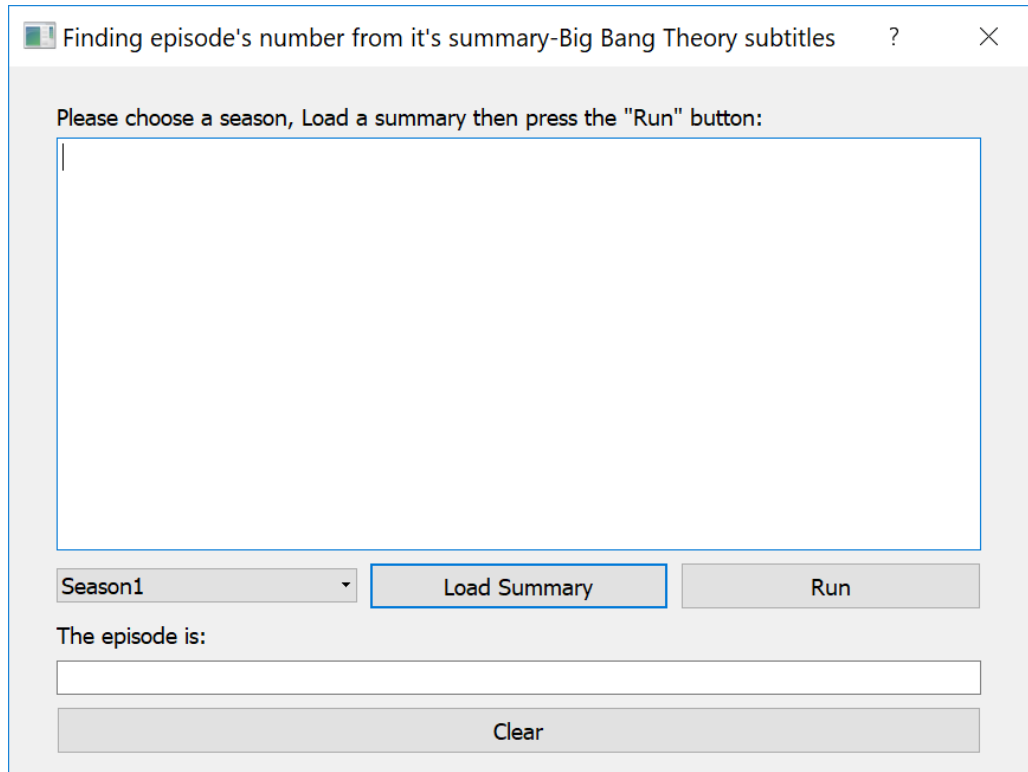 Finding episode's number from it's summary-Big Bang Theory subtitles ?
Please choose a season, Load a summary then press the "Run" button:
Season1 Load Summary Run
The episode is:
Clear